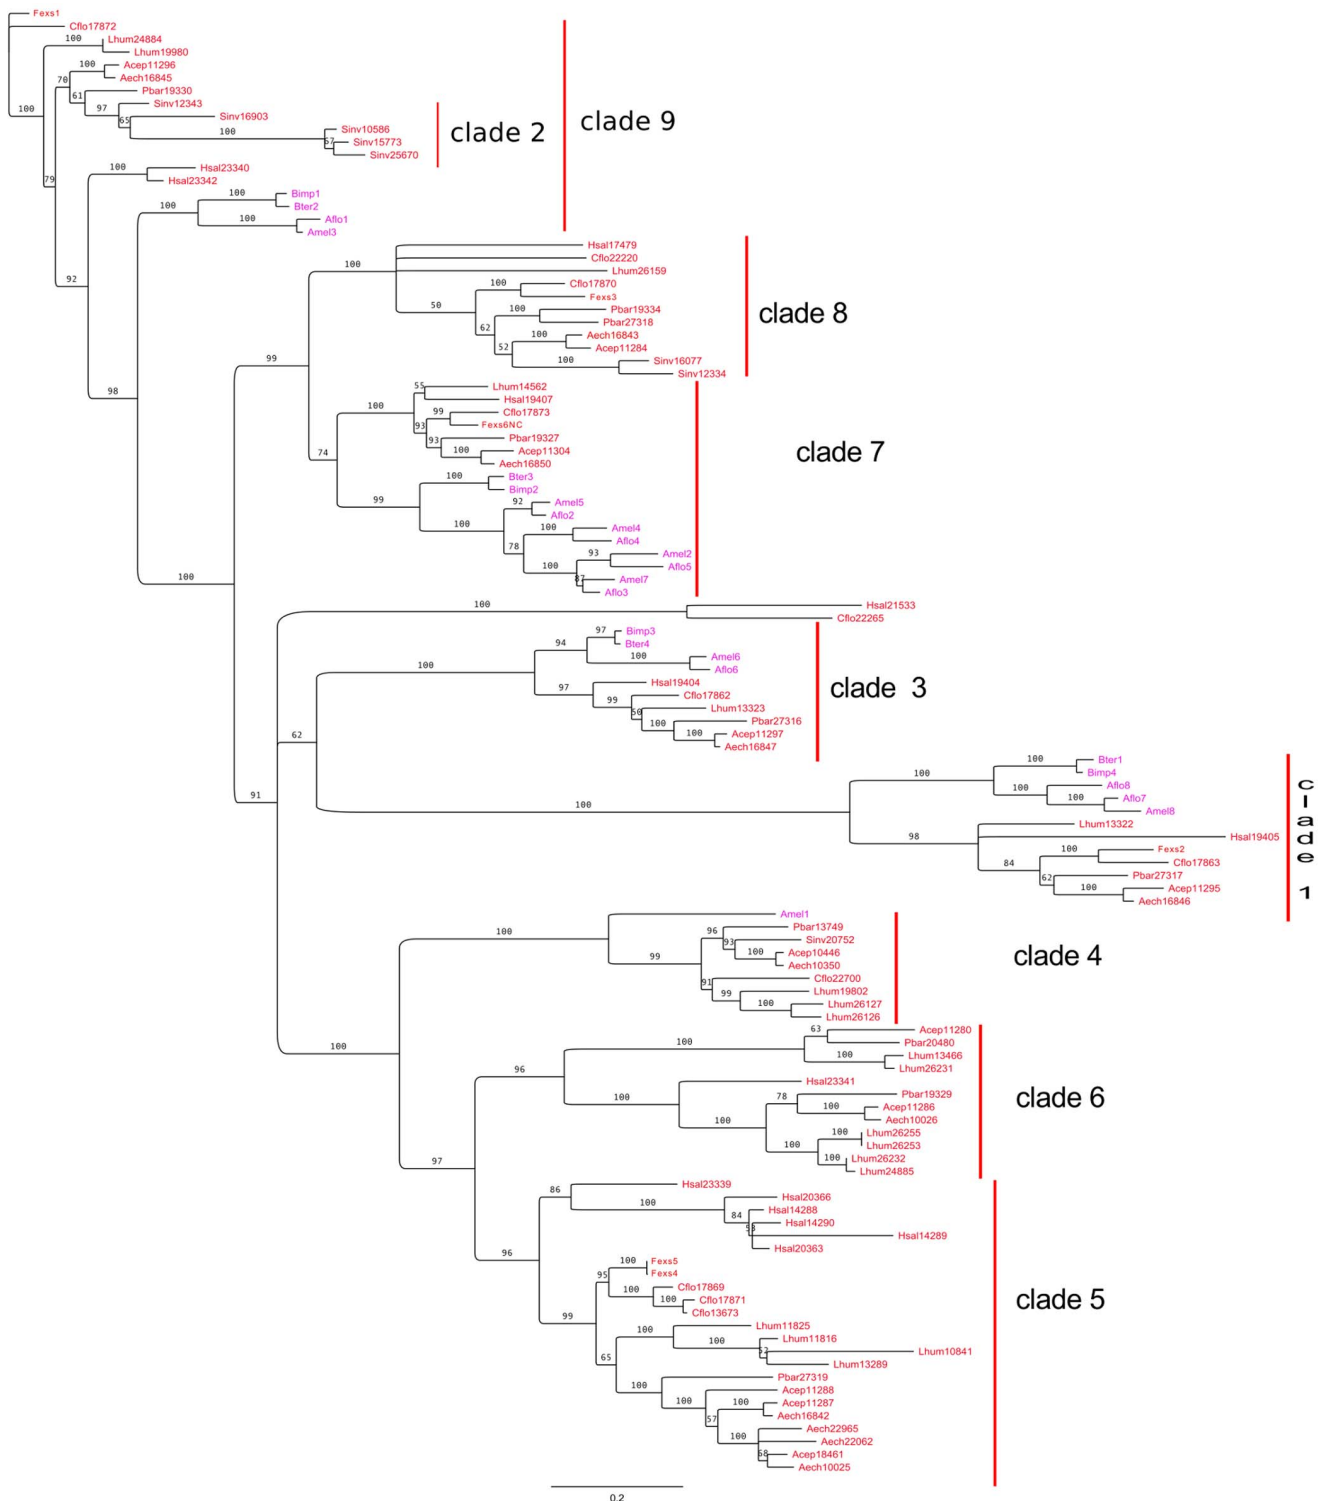 Fexs1
Cflo17872
100 Lhum24884
Lhum19980
100 Acep11296
70 Aech16845
61 Pbar19330
97 Sinv12343
100 65 Sinv16903
100 Sinv10586
67 Sinv15773
Sinv25670
clade 2
clade 9
79
100 Hsal23340
Hsal23342
100 Bimp1
100 Bter2
100 Aflo1
Amel3
92
Hsal17479
Cflo22220
100 Lhum26159
100 Cflo17870
50 Fexs3
100 Pbar19334
62 Pbar27318
100 Aech16843
52 Acep11284
100 Sinv16077
Sinv12334
clade 8
99
98
55 Lhum14562
Hsal19407
100 99 Cflo17873
93 Fexs6NC
93 Pbar19327
100 Acep11304
Aech16850
74
100 Bter3
99 Bimp2
92 Amel5
100 Aflo2
100 Amel4
78 Aflo4
93 Amel2
100 Aflo5
87 Amel7
Aflo3
clade 7
100
100 Hsal21533
Cflo22265
97 Bimp3
94 Bter4
100 Amel6
100 Aflo6
97 Hsal19404
99 Cflo17862
50 Lhum13323
100 Pbar27316
100 Acep11297
Aech16847
clade 3
62
100 Bter1
100 Bimp4
100 Aflo8
100 Aflo7
Amel8
100
Lhum13322
98 Hsal19405
100 Fexs2
84 Cflo17863
62 Pbar27317
100 Acep11295
Aech16846
clade 1
91
Amel1
100
96 Pbar13749
93 Sinv20752
100 Acep10446
99 Aech10350
91 Cflo22700
99 Lhum19802
100 Lhum26127
Lhum26126
clade 4
100
63 Acep11280
100 Pbar20480
100 Lhum13466
Lhum26231
96
Hsal23341
100 78 Pbar19329
100 Acep11286
100 Aech10026
100 Lhum26255
100 Lhum26253
100 Lhum26232
Lhum24885
clade 6
97
86 Hsal23339
100 Hsal20366
84 Hsal14288
53 Hsal14290
Hsal14289
Hsal20363
96
100 Fexs5
95 Fexs4
100 Cflo17869
100 Cflo17871
Cflo13673
99
100 Lhum11825
100 Lhum11816
52 Lhum10841
65 Lhum13289
100 Pbar27319
100 Acep11288
100 Acep11287
57 Aech16842
100 Aech22965
Aech22062
58 Acep18461
Aech10025
clade 5
0.2